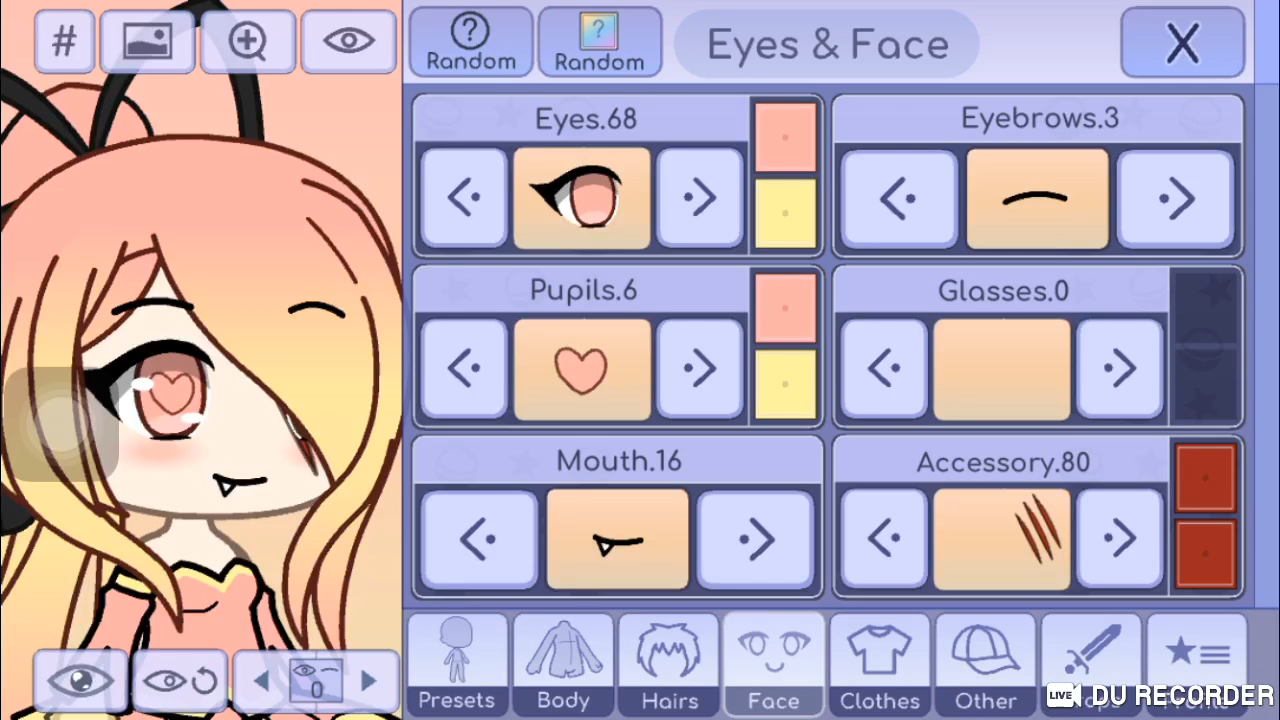 #
Random
Random
Eyes & Face
X
Eyes.68
Eyebrows.3
Pupils.6
Glasses.0
Mouth.16
Accessory.80
0
Presets
Body
Hairs
Face
Clothes
Other
LIVE DU RECORDER